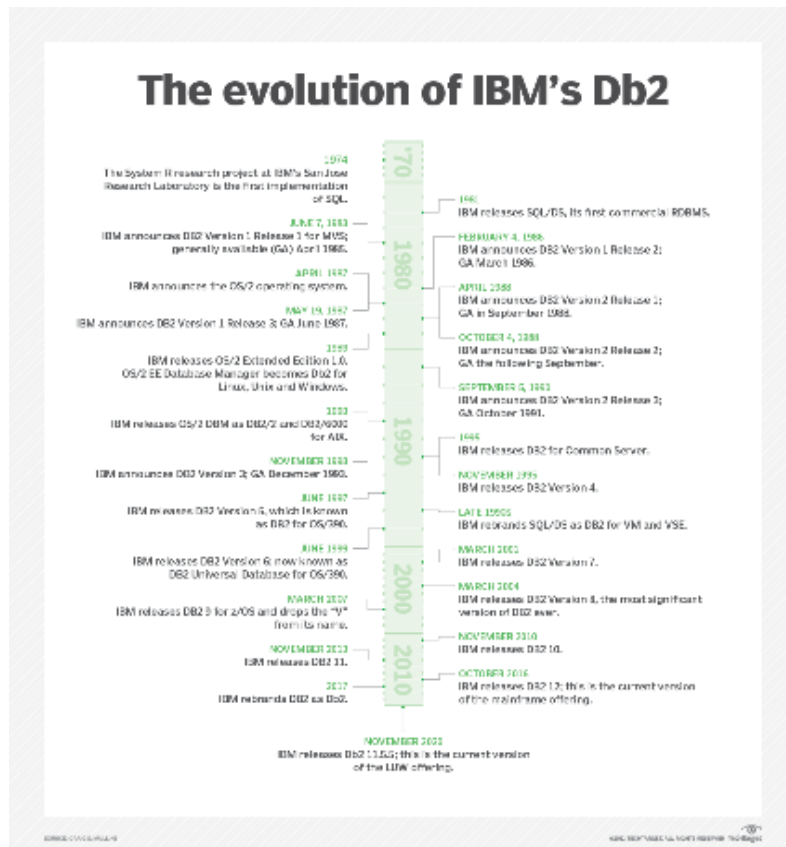 The evolution of IBM's Db2
'70
1980
1990
2000
2010
1974
The System R research project at IBM's San Jose
Research Laboratory is the first implementation
of SQL.
1981
IBM releases SQL/DS, its first commercial RDBMS.
JUNE 7, 1983
IBM announces DB2 Version 1 Release 1 for MVS;
generally available (GA) April 1985.
FEBRUARY 4, 1986
IBM announces DB2 Version 1 Release 2;
GA March 1986.
APRIL 1987
IBM announces the OS/2 operating system.
MAY 19, 1987
IBM announces DB2 Version 1 Release 3; GA June 1987.
APRIL 1988
IBM announces DB2 Version 2 Release 1;
GA in September 1988.
OCTOBER 4, 1988
IBM announces DB2 Version 2 Release 2;
GA the following September.
IBM releases OS/2 Extended Edition 1.0.
OS/2 EE Database Manager becomes Db2 for
Linux, Unix and Windows.
SEPTEMBER 5, 1990
IBM announces DB2 Version 2 Release 3;
GA October 1991.
1993
IBM releases OS/2 DBM as DB2/2 and DB2/6000
for AIX.
NOVEMBER 1993
IBM announces DB2 Version 3; GA December 1993.
1995
IBM releases DB2 for Common Server.
NOVEMBER 1995
IBM releases DB2 Version 4.
JUNE 1997
IBM releases DB2 Version 5, which is known
as DB2 for OS/390.
LATE 1990S
IBM rebrands SQL/DS as DB2 for VM and VSE.
JUNE 1999
IBM releases DB2 Version 6; now known as
DB2 Universal Database for OS/390.
MARCH 2001
IBM releases DB2 Version 7.
MARCH 2004
IBM releases DB2 Version 8, the most significant
version of DB2 ever.
MARCH 2007
IBM releases DB2 9 for z/OS and drops the "V"
from its name.
NOVEMBER 2010
IBM releases DB2 10.
NOVEMBER 2013
IBM releases DB2 11.
OCTOBER 2016
IBM releases DB2 12; this is the current version
of the mainframe offering.
2017
IBM rebrands DB2 as Db2.
NOVEMBER 2020
IBM releases Db2 11.5.5; this is the current version
of the LUW offering.